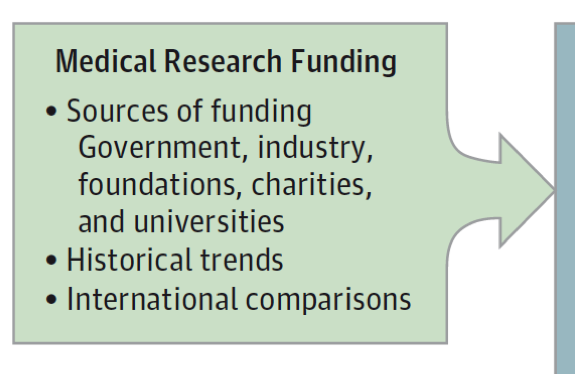 Medical Research Funding
• Sources of funding
Government, industry,
foundations, charities,
and universities
• Historical trends
• International comparisons